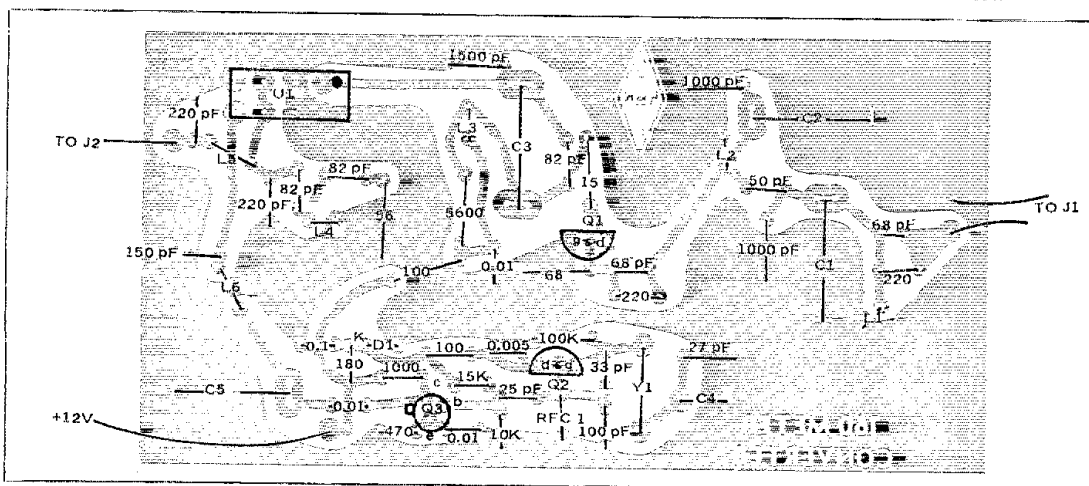 1500 pF
1000 pF
U1
220 pF
C2
TO J2
L3
C3
82 pF
L2
82 pF
15
50 pF
82 pF
220 pF
56
5600
Q1
TO J1
L4
g s d
68 pF
1000 pF
C1
150 pF
0.01
100
68
68 pF
220
L6
220
L1
-0.1-
K
D1-
100
0.005
-100K-
27 pF
180
1000
d s g
33 pF
15K
Q2
Y1
C5
c
25 pF
-0.01-
b
C4
Q3
RFC 1
+12V
-470-
e
0.01
10K
100 pF